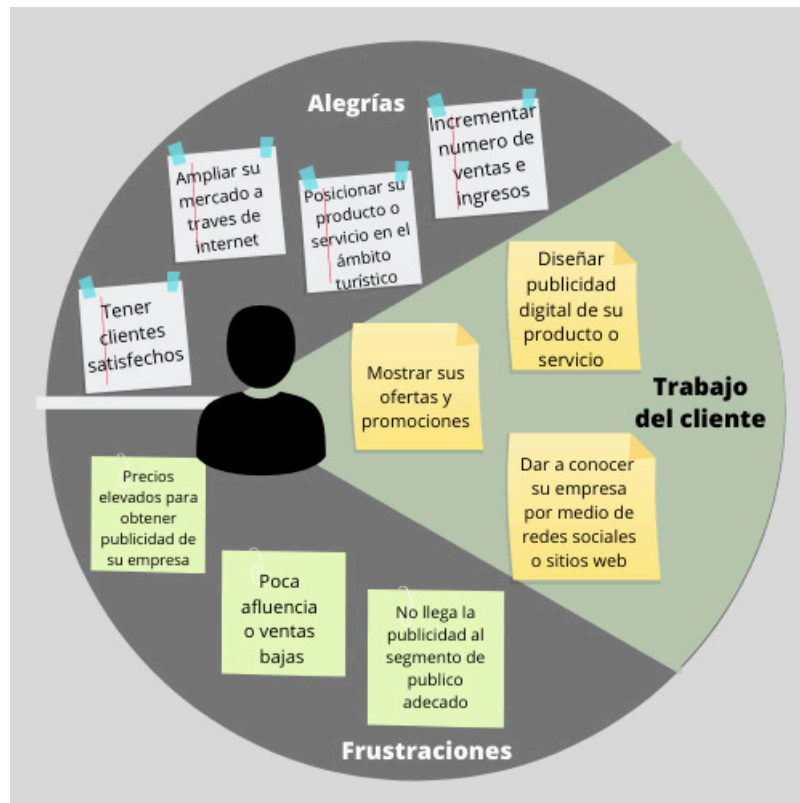 Alegrías
Incrementar
numero de
ventas e
ingresos
Ampliar su
mercado a
traves de
internet
Posicionar su
producto o
servicio en el
ámbito
turístico
Tener
clientes
satisfechos
Diseñar
publicidad
digital de su
producto o
servicio
Mostrar sus
ofertas y
promociones
Trabajo
del cliente
Dar a conocer
su empresa
por medio de
redes sociales
o sitios web
Precios
elevados para
obtener
publicidad de
su empresa
Poca
afluencia
o ventas
bajas
No llega la
publicidad al
segmento de
publico
adecado
Frustraciones